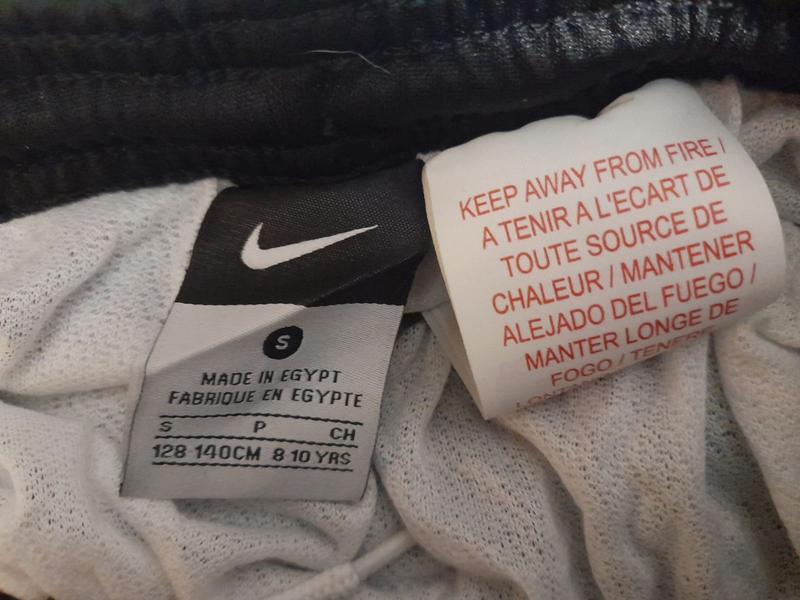 S
MADE IN EGYPT
FABRIQUE EN EGYPTE
S P CH
128-140CM 8-10 YRS
KEEP AWAY FROM FIRE /
A TENIR A L'ECART DE
TOUTE SOURCE DE
CHALEUR / MANTENER
ALEJADO DEL FUEGO /
MANTER LONGE DE
FOGO / TENERE